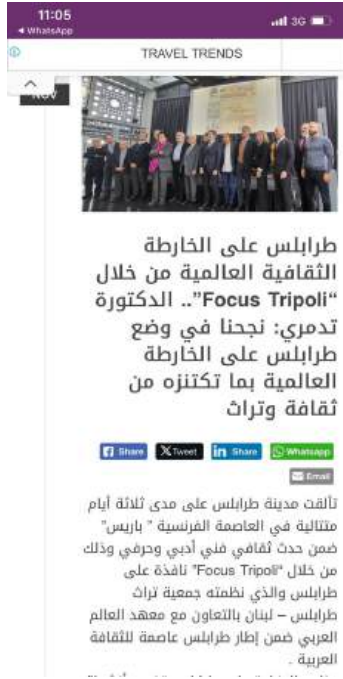 11:05
3G
◄ WhatsApp
TRAVEL TRENDS
NOV
طرابلس على الخارطة
الثقافية العالمية من خلال
“Focus Tripoli”.. الدكتورة
تدمري: نجحنا في وضع
طرابلس على الخارطة
العالمية بما تكتنزه من
ثقافة وتراث
Share Tweet Share Whatsapp
Email
تألقت مدينة طرابلس على مدى ثلاثة أيام
متتالية في العاصمة الفرنسية ” باريس”
ضمن حدث ثقافي فني أدبي وحرفي وذلك
من خلال “Focus Tripoli” نافذة على
طرابلس والذي نظمته جمعية تراث
طرابلس – لبنان بالتعاون مع معهد العالم
العربي ضمن إطار طرابلس عاصمة للثقافة
العربية .